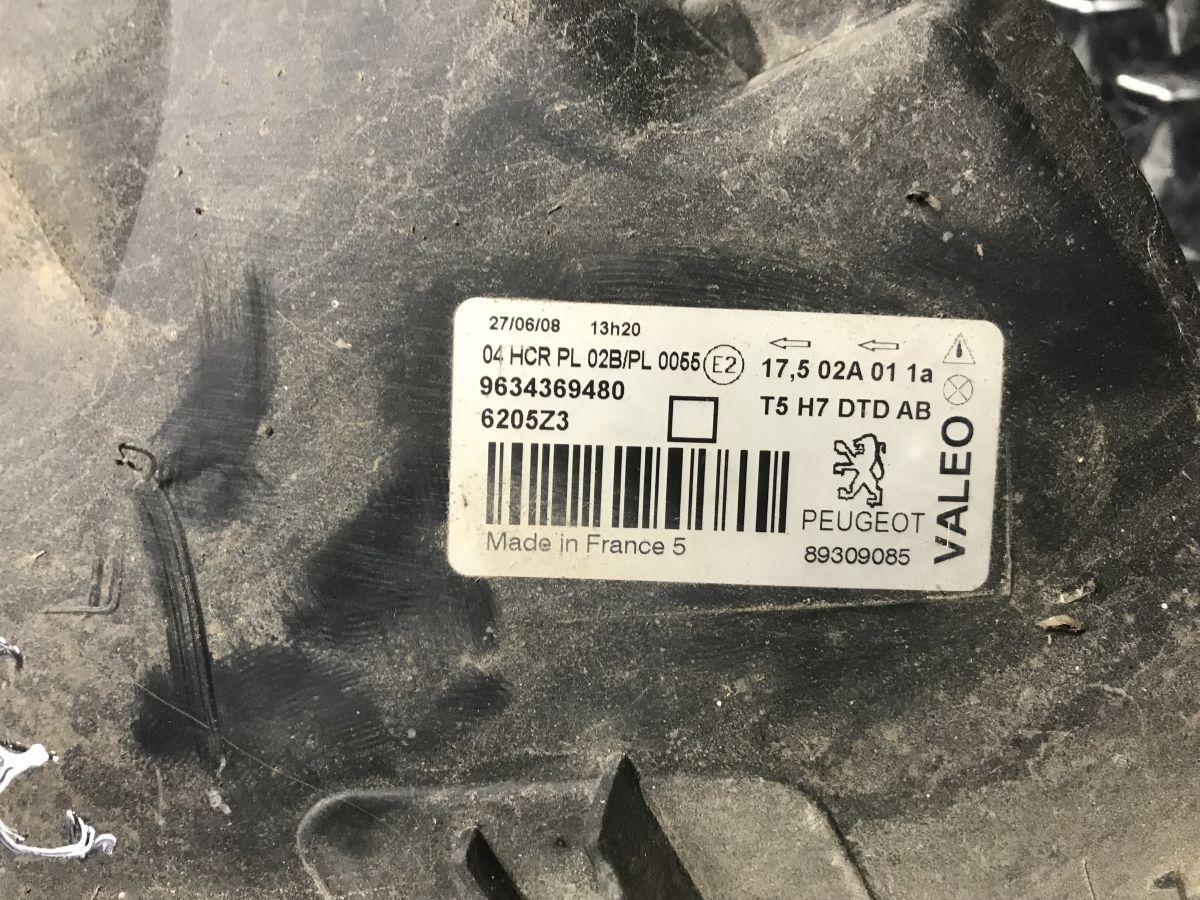 27/06/08 13h20
04 HCR PL 02B/PL 0055 E2 17,5 02A 01 1a
9634369480
T5 H7 DTD AB
6205Z3
VALEO
PEUGEOT
Made in France 5
89309085